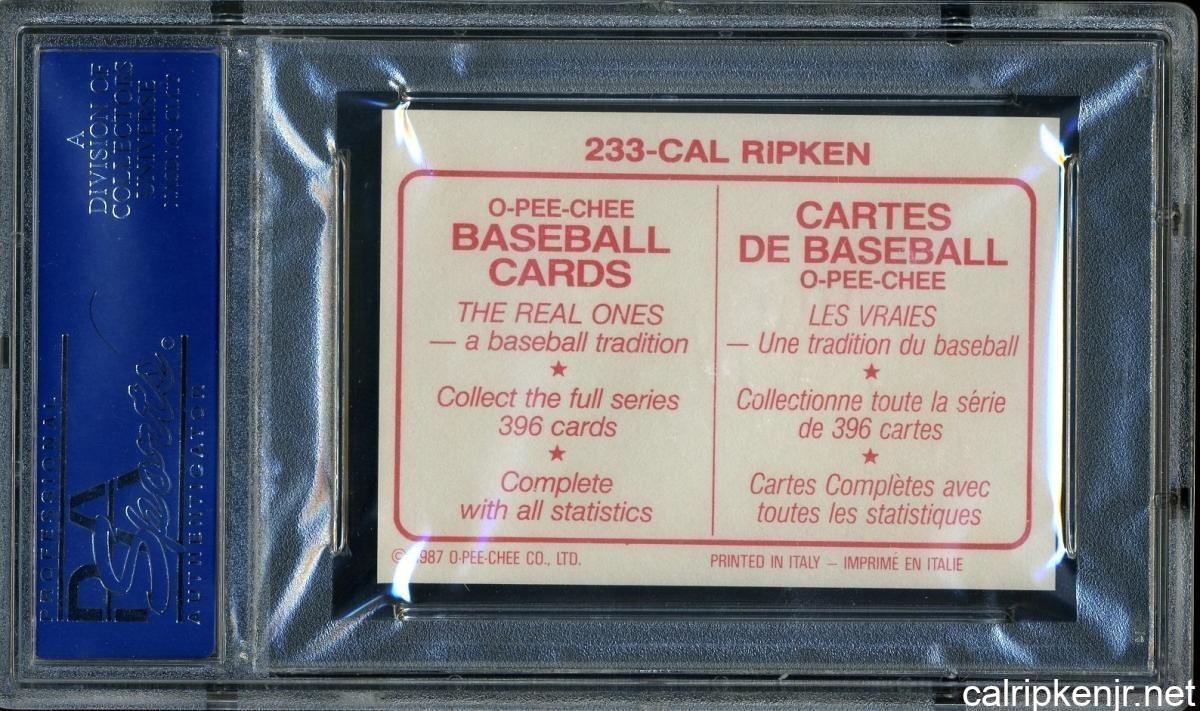 A
DIVISION OF
COLLECTORS
UNIVERSE
NASDAQ: CLCT
PROFESSIONAL
PSA
Sports
AUTHENTICATOR
233-CAL RIPKEN
O-PEE-CHEE
BASEBALL
CARDS
THE REAL ONES
— a baseball tradition
★
Collect the full series
396 cards
★
Complete
with all statistics
CARTES
DE BASEBALL
O-PEE-CHEE
LES VRAIES
— Une tradition du baseball
★
Collectionne toute la série
de 396 cartes
★
Cartes Complètes avec
toutes les statistiques
© 1987 O-PEE-CHEE CO., LTD.
PRINTED IN ITALY — IMPRIMÉ EN ITALIE
calripkenjr.net